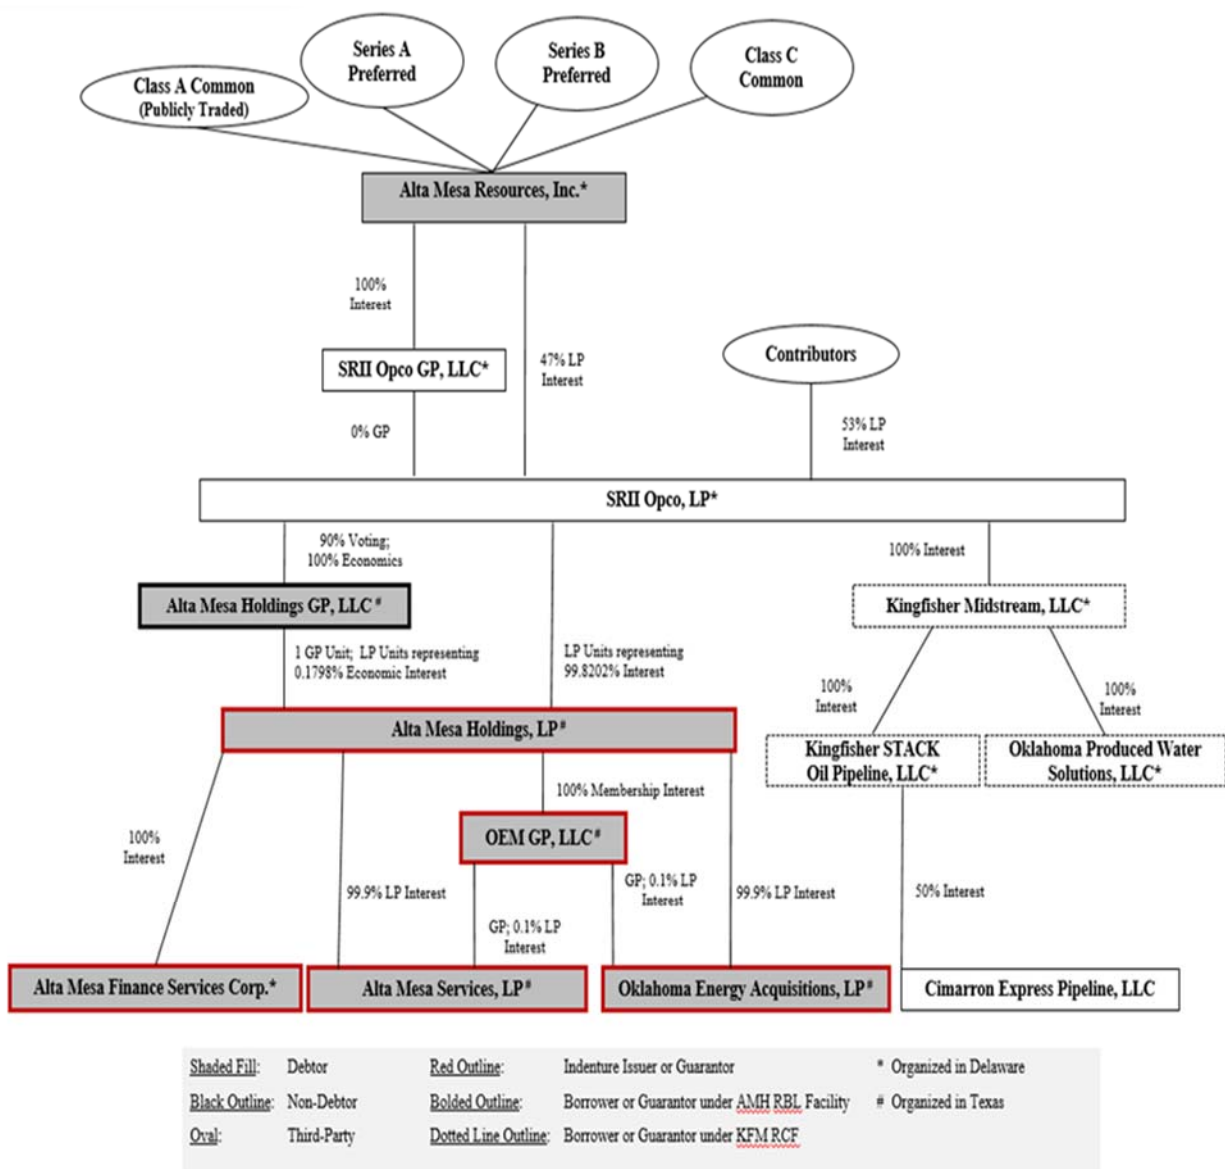 Series A
Preferred
Series B
Preferred
Class C
Common
Class A Common
(Publicly Traded)
Alta Mesa Resources, Inc.*
100%
Interest
47% LP
Interest
SRII Opco GP, LLC*
Contributors
0% GP
53% LP
Interest
SRII Opco, LP*
90% Voting;
100% Economics
100% Interest
Alta Mesa Holdings GP, LLC #
Kingfisher Midstream, LLC*
1 GP Unit; LP Units representing
0.1798% Economic Interest
LP Units representing
99.8202% Interest
100%
Interest
100%
Interest
Alta Mesa Holdings, LP#
Kingfisher STACK
Oil Pipeline, LLC*
Oklahoma Produced Water
Solutions, LLC*
100% Membership Interest
100%
Interest
OEM GP, LLC#
99.9% LP Interest
GP; 0.1% LP
Interest
99.9% LP Interest
50% Interest
GP; 0.1% LP
Interest
Alta Mesa Finance Services Corp.*
Alta Mesa Services, LP#
Oklahoma Energy Acquisitions, LP#
Cimarron Express Pipeline, LLC
Shaded Fill: Debtor Red Outline: Indenture Issuer or Guarantor * Organized in Delaware
Black Outline: Non-Debtor Bolded Outline: Borrower or Guarantor under AMH RBL Facility # Organized in Texas
Oval: Third-Party Dotted Line Outline: Borrower or Guarantor under KFM RCF